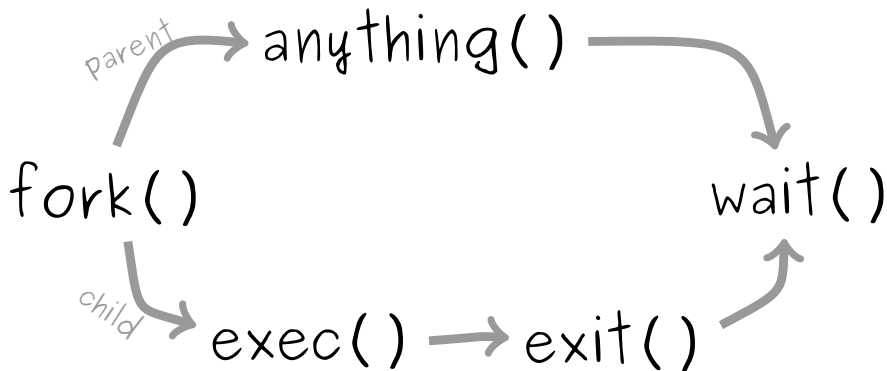 parent
anything()
fork()
wait()
child
exec()
exit()